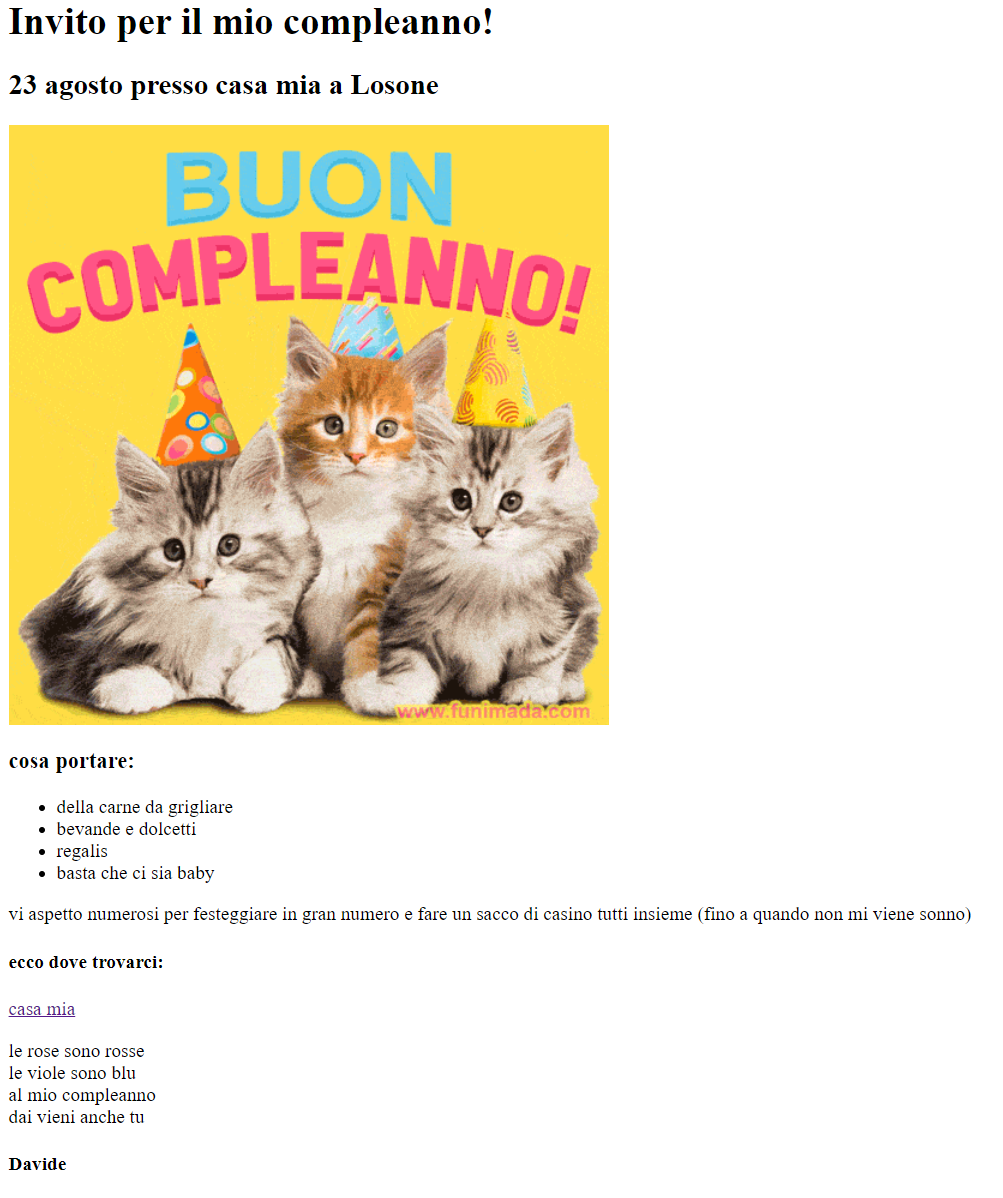 Invito per il mio compleanno!
23 agosto presso casa mia a Losone
BUON
COMPLEANNO!
www.funimada.com
cosa portare:
della carne da grigliare
bevande e dolcetti
regalis
basta che ci sia baby
vi aspetto numerosi per festeggiare in gran numero e fare un sacco di casino tutti insieme (fino a quando non mi viene sonno)
ecco dove trovarci:
casa mia
le rose sono rosse
le viole sono blu
al mio compleanno
dai vieni anche tu
Davide